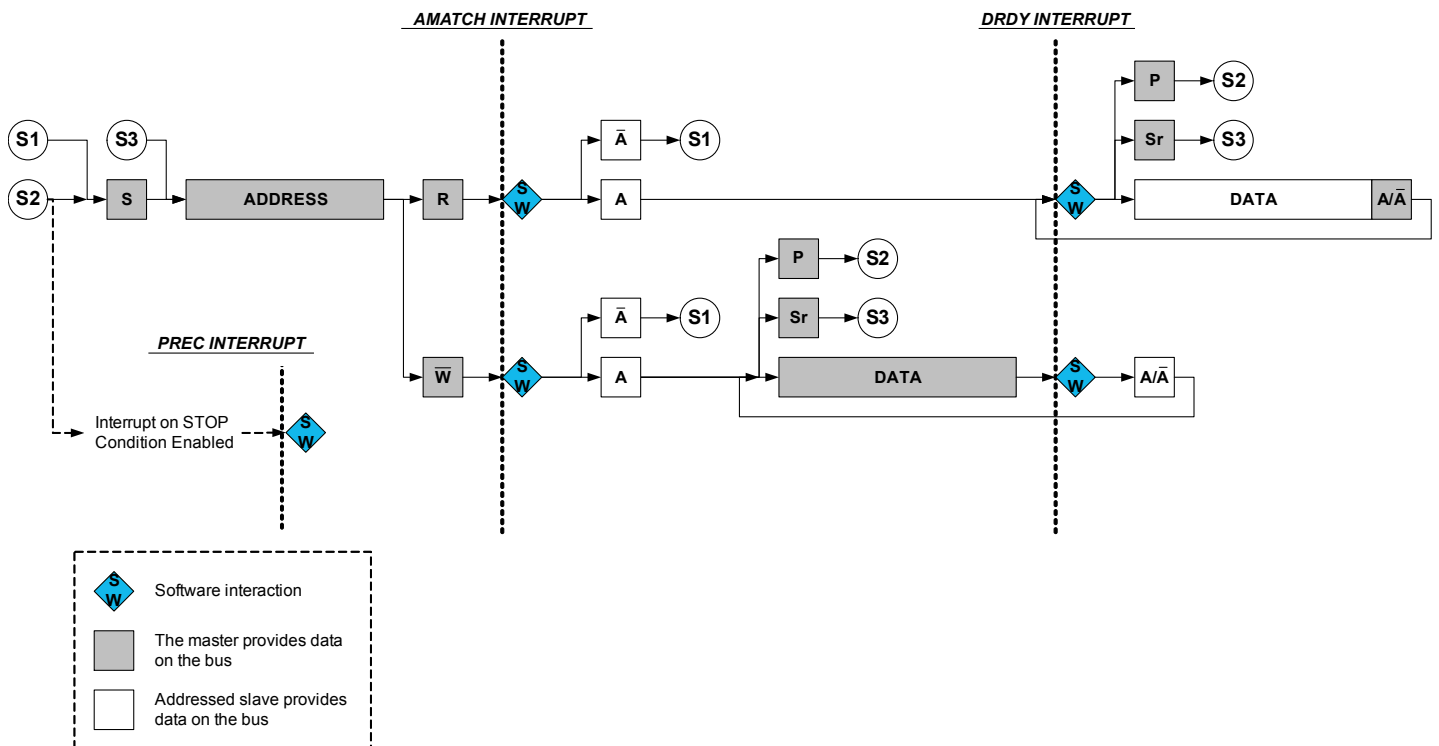 AMATCH INTERRUPT
DRDY INTERRUPT
P
S2
S1
S3
A̅
S1
Sr
S3
S2
S
ADDRESS
R
S
W
A
S
W
DATA
A/A̅
P
S2
A̅
S1
Sr
S3
PREC INTERRUPT
W̅
S
W
A
DATA
S
W
A/A̅
Interrupt on STOP
Condition Enabled
S
W
S
W
Software interaction
The master provides data
on the bus
Addressed slave provides
data on the bus